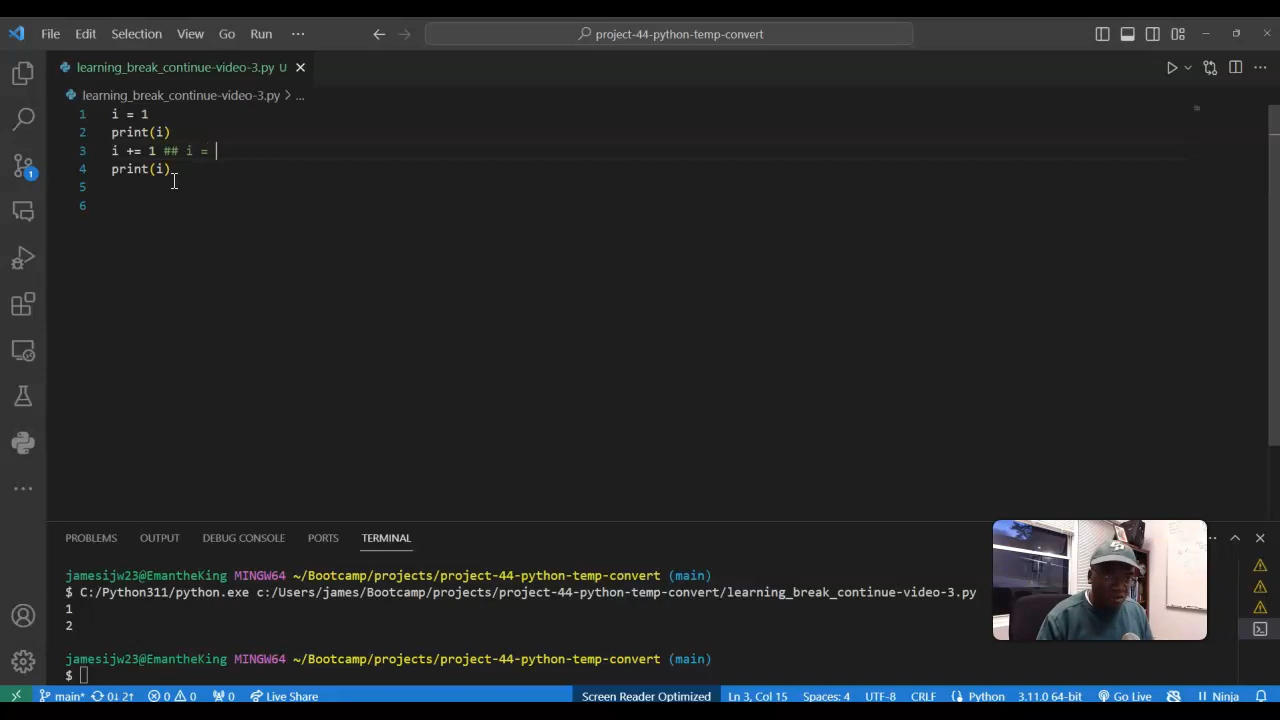 File Edit Selection View Go Run ··· project-44-python-temp-convert
learning_break_continue-video-3.py U
learning_break_continue-video-3.py > ...
1 i = 1
2 print(i)
3 i += 1 ## i =
4 print(i)
5
6
PROBLEMS OUTPUT DEBUG CONSOLE PORTS TERMINAL
jamesijw23@EmantheKing MINGW64 ~/Bootcamp/projects/project-44-python-temp-convert (main)
$ C:/Python311/python.exe c:/Users/james/Bootcamp/projects/project-44-python-temp-convert/learning_break_continue-video-3.py
1
2
jamesijw23@EmantheKing MINGW64 ~/Bootcamp/projects/project-44-python-temp-convert (main)
$
1
main* 0↓ 2↑ 0 0 0 Live Share Screen Reader Optimized Ln 3, Col 15 Spaces: 4 UTF-8 CRLF Python 3.11.0 64-bit Go Live Ninja